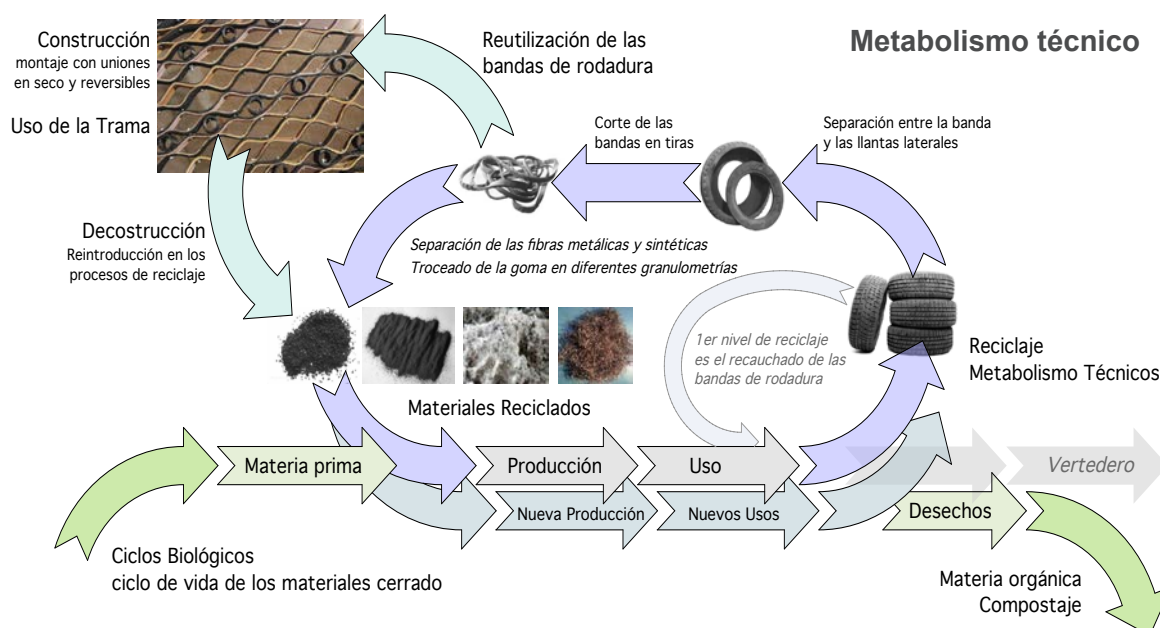 Metabolismo técnico
Construcción
montaje con uniones
en seco y reversibles
Uso de la Trama
Reutilización de las
bandas de rodadura
Corte de las
bandas en tiras
Separación entre la banda
y las llantas laterales
Decostrucción
Reintroducción en los
procesos de reciclaje
Separación de las fibras metálicas y sintéticas
Troceado de la goma en diferentes granulometrías
1er nivel de reciclaje
es el recauchado de las
bandas de rodadura
Reciclaje
Metabolismo Técnicos
Materiales Reciclados
Materia prima
Producción
Uso
Vertedero
Nueva Producción
Nuevos Usos
Desechos
Ciclos Biológicos
ciclo de vida de los materiales cerrado
Materia orgánica
Compostaje